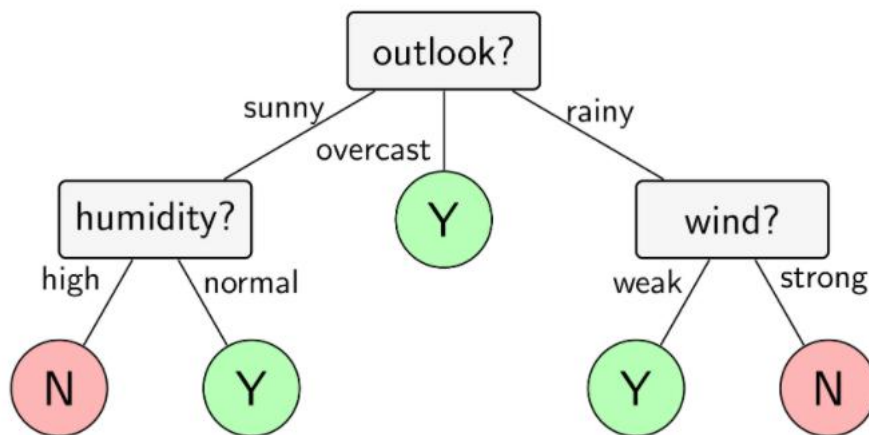 outlook?
sunny
overcast
rainy
humidity?
Y
wind?
high
normal
weak
strong
N
Y
Y
N